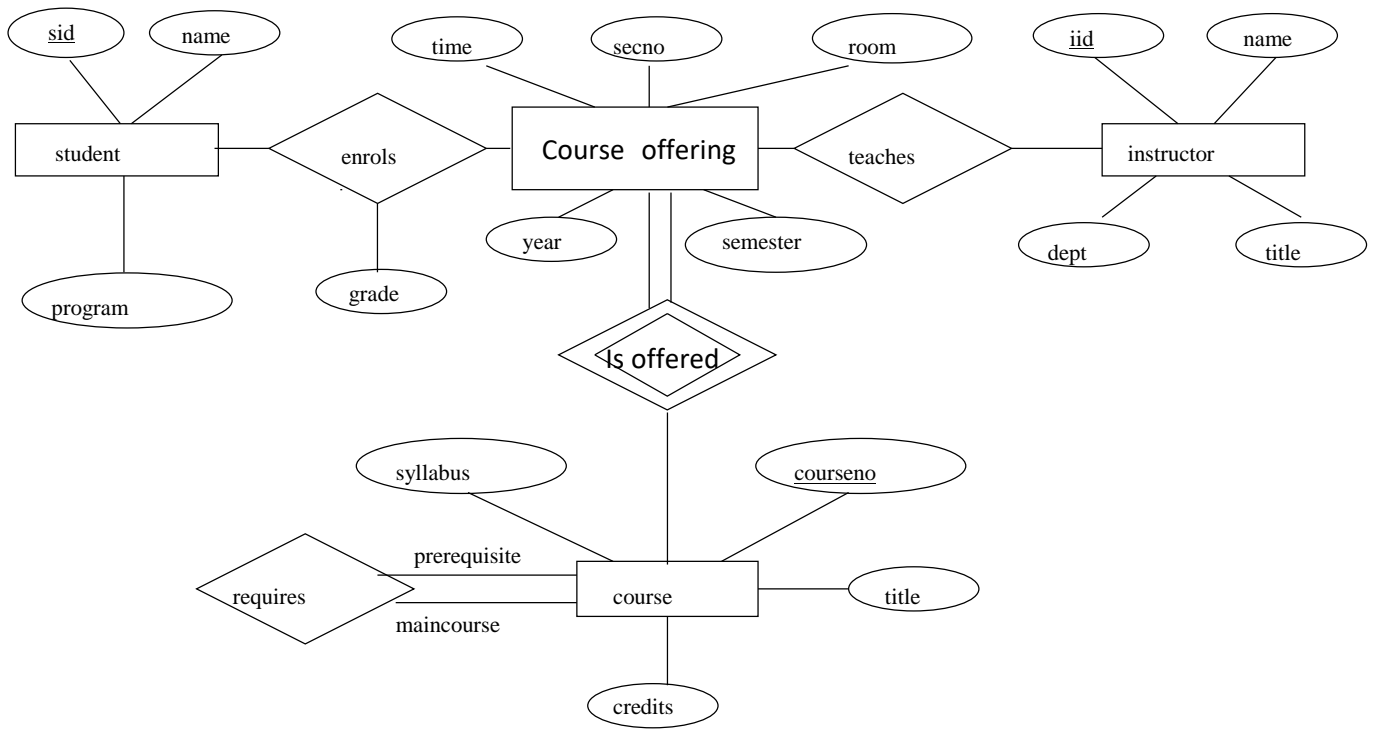 sid
name
time
secno
room
iid
name
student
enrols
Course offering
teaches
instructor
year
semester
dept
title
program
grade
Is offered
syllabus
courseno
prerequisite
requires
course
title
maincourse
credits